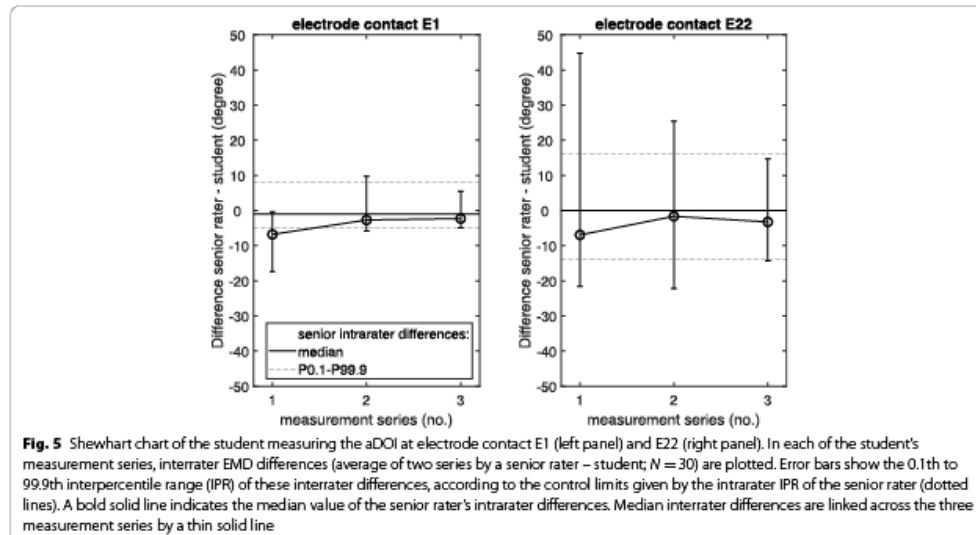 electrode contact E1
50
40
30
20
10
0
-10
-20
-30
-40
-50
Difference senior rater - student (degree)
senior intrarater differences:
median
P0.1-P99.9
1 2 3
measurement series (no.)
electrode contact E22
50
40
30
20
10
0
-10
-20
-30
-40
-50
Difference senior rater - student (degree)
1 2 3
measurement series (no.)
Fig. 5 Shewhart chart of the student measuring the aDOI at electrode contact E1 (left panel) and E22 (right panel). In each of the student's
measurement series, interrater EMD differences (average of two series by a senior rater – student; N = 30) are plotted. Error bars show the 0.1th to
99.9th interpercentile range (IPR) of these interrater differences, according to the control limits given by the intrarater IPR of the senior rater (dotted
lines). A bold solid line indicates the median value of the senior rater's intrarater differences. Median interrater differences are linked across the three
measurement series by a thin solid line